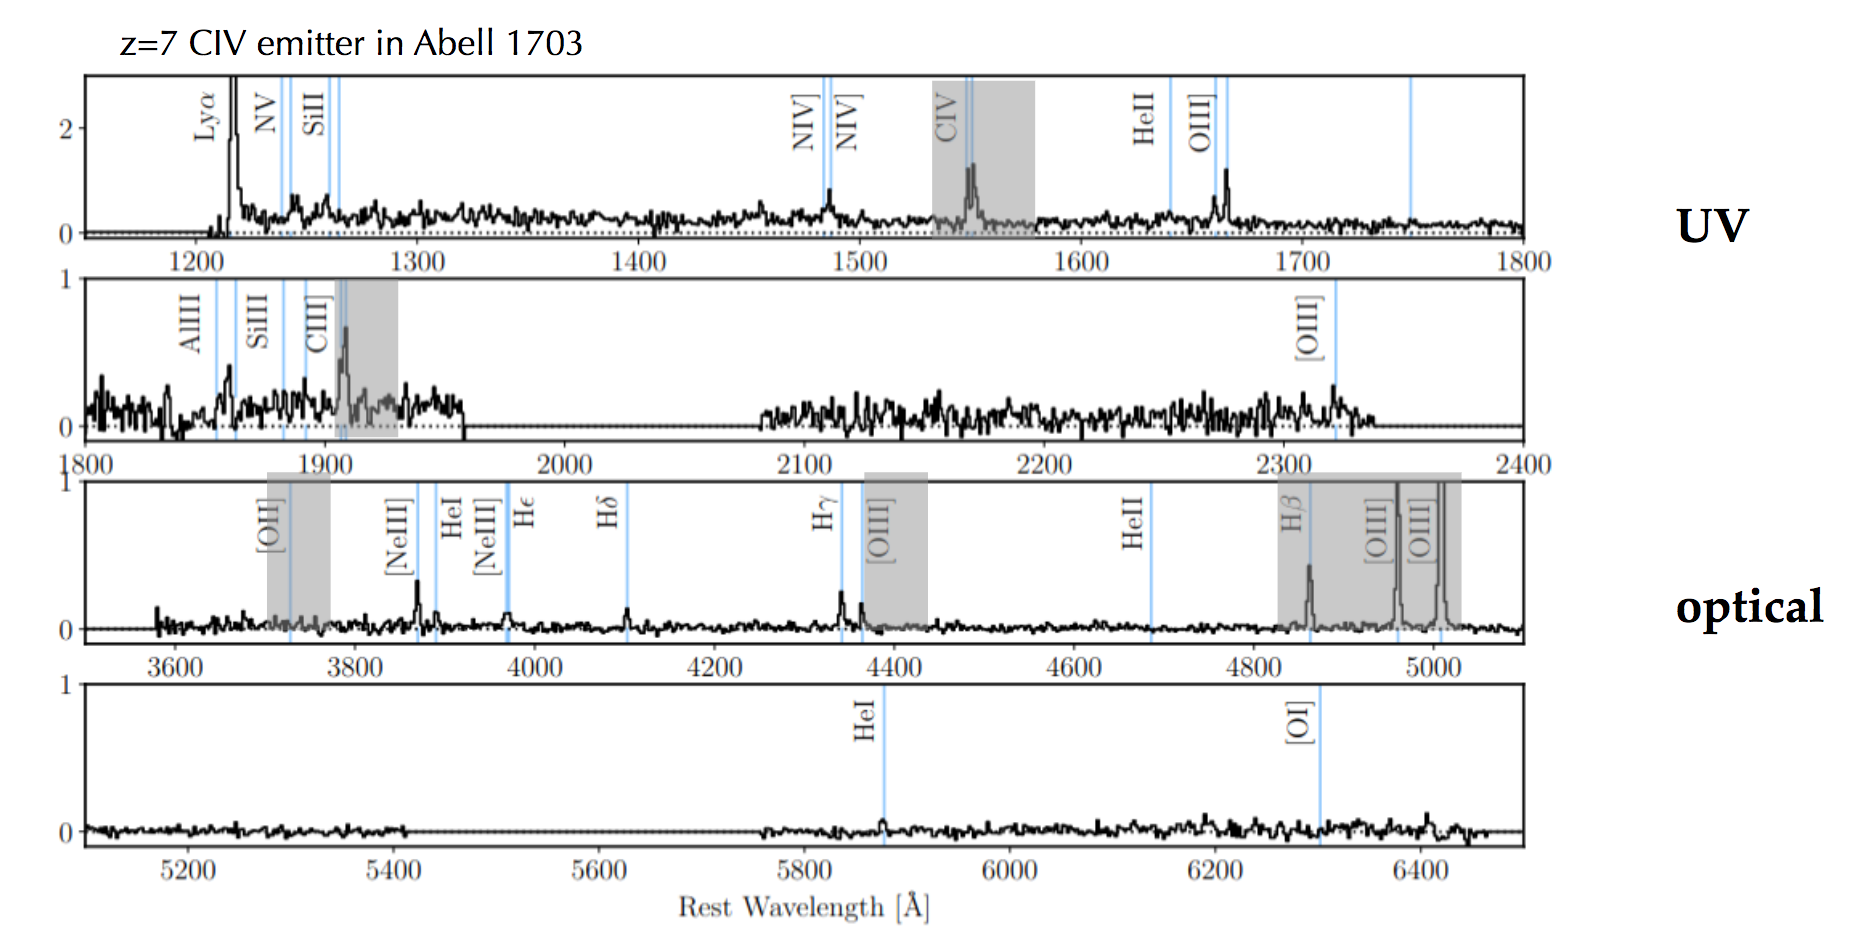 z=7 CIV emitter in Abell 1703
Lyα NV SiII NIV] NIV] CIV HeII OIII]
2
0
1200 1300 1400 1500 1600 1700 1800
UV
1
AlIII SiIII CIII] [OIII]
0
1800 1900 2000 2100 2200 2300 2400
1
[OII] [NeIII] HeI [NeIII] Hϵ Hδ Hγ [OIII] HeII Hβ [OIII] [OIII]
0
3600 3800 4000 4200 4400 4600 4800 5000
optical
1
HeI [OI]
0
5200 5400 5600 5800 6000 6200 6400
Rest Wavelength [Å]